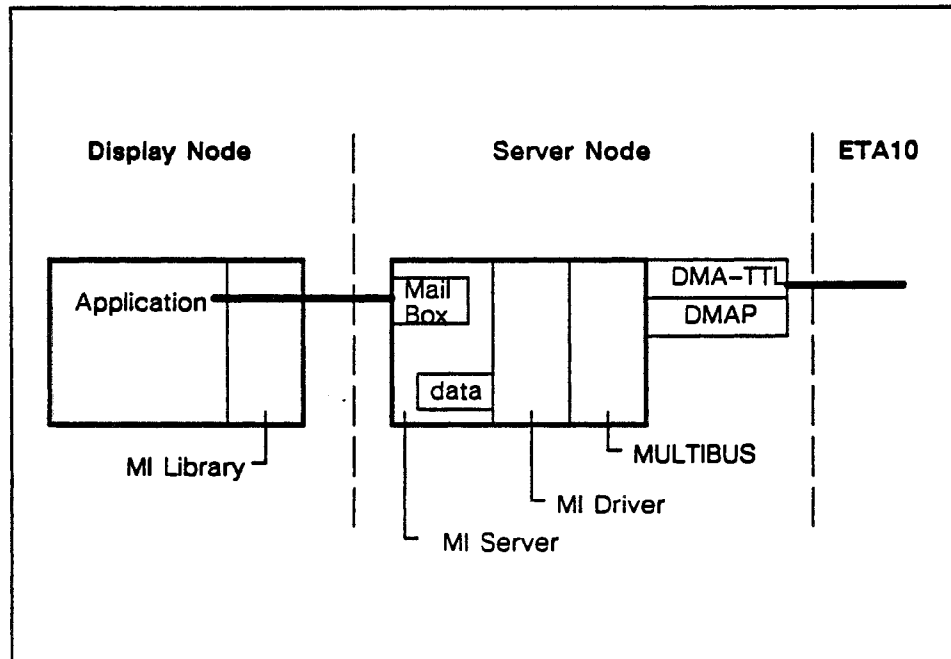 Display Node
Server Node
ETA10
Application
Mail
Box
data
DMA-TTL
DMAP
MI Library
MI Server
MI Driver
MULTIBUS